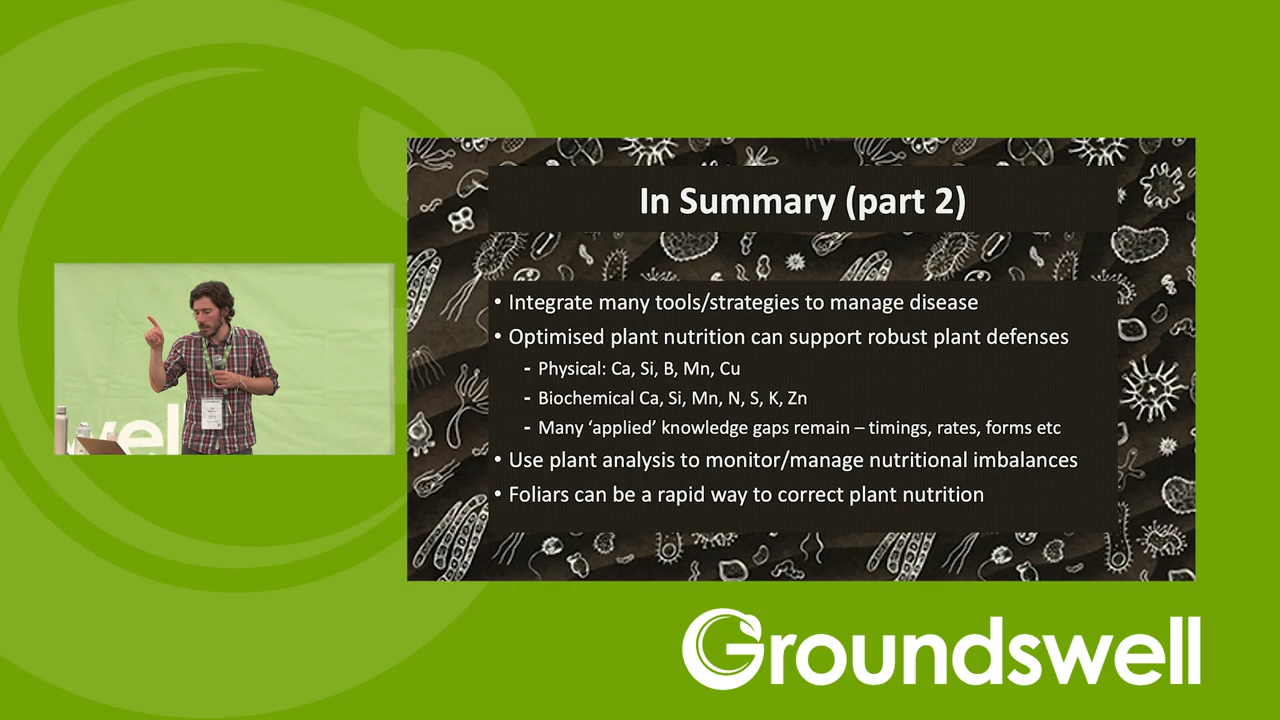 In Summary (part 2)
• Integrate many tools/strategies to manage disease
• Optimised plant nutrition can support robust plant defenses
- Physical: Ca, Si, B, Mn, Cu
- Biochemical Ca, Si, Mn, N, S, K, Zn
- Many ‘applied’ knowledge gaps remain – timings, rates, forms etc
• Use plant analysis to monitor/manage nutritional imbalances
• Foliars can be a rapid way to correct plant nutrition
well
Groundswell